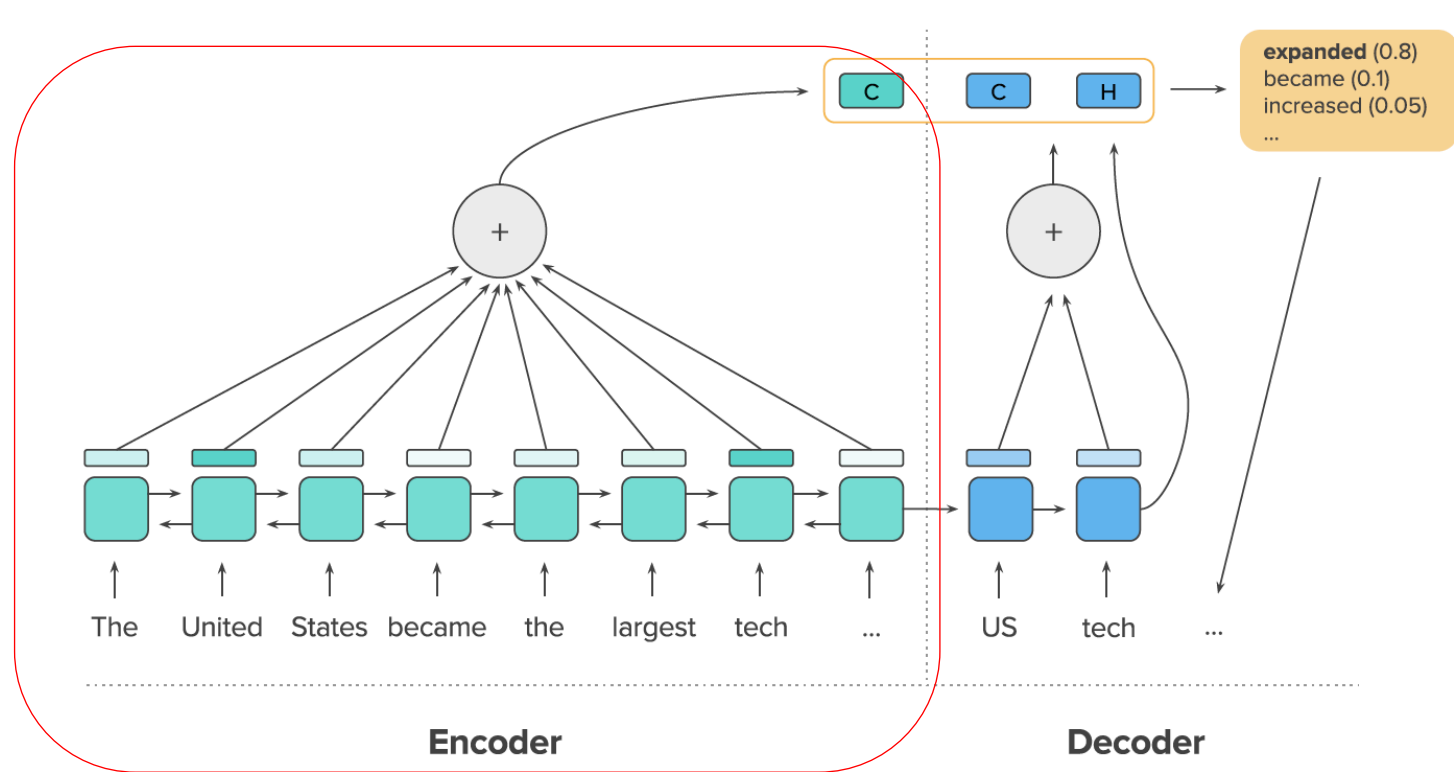 C C H
expanded (0.8)
became (0.1)
increased (0.05)
...
+ +
The United States became the largest tech ... US tech ...
Encoder Decoder